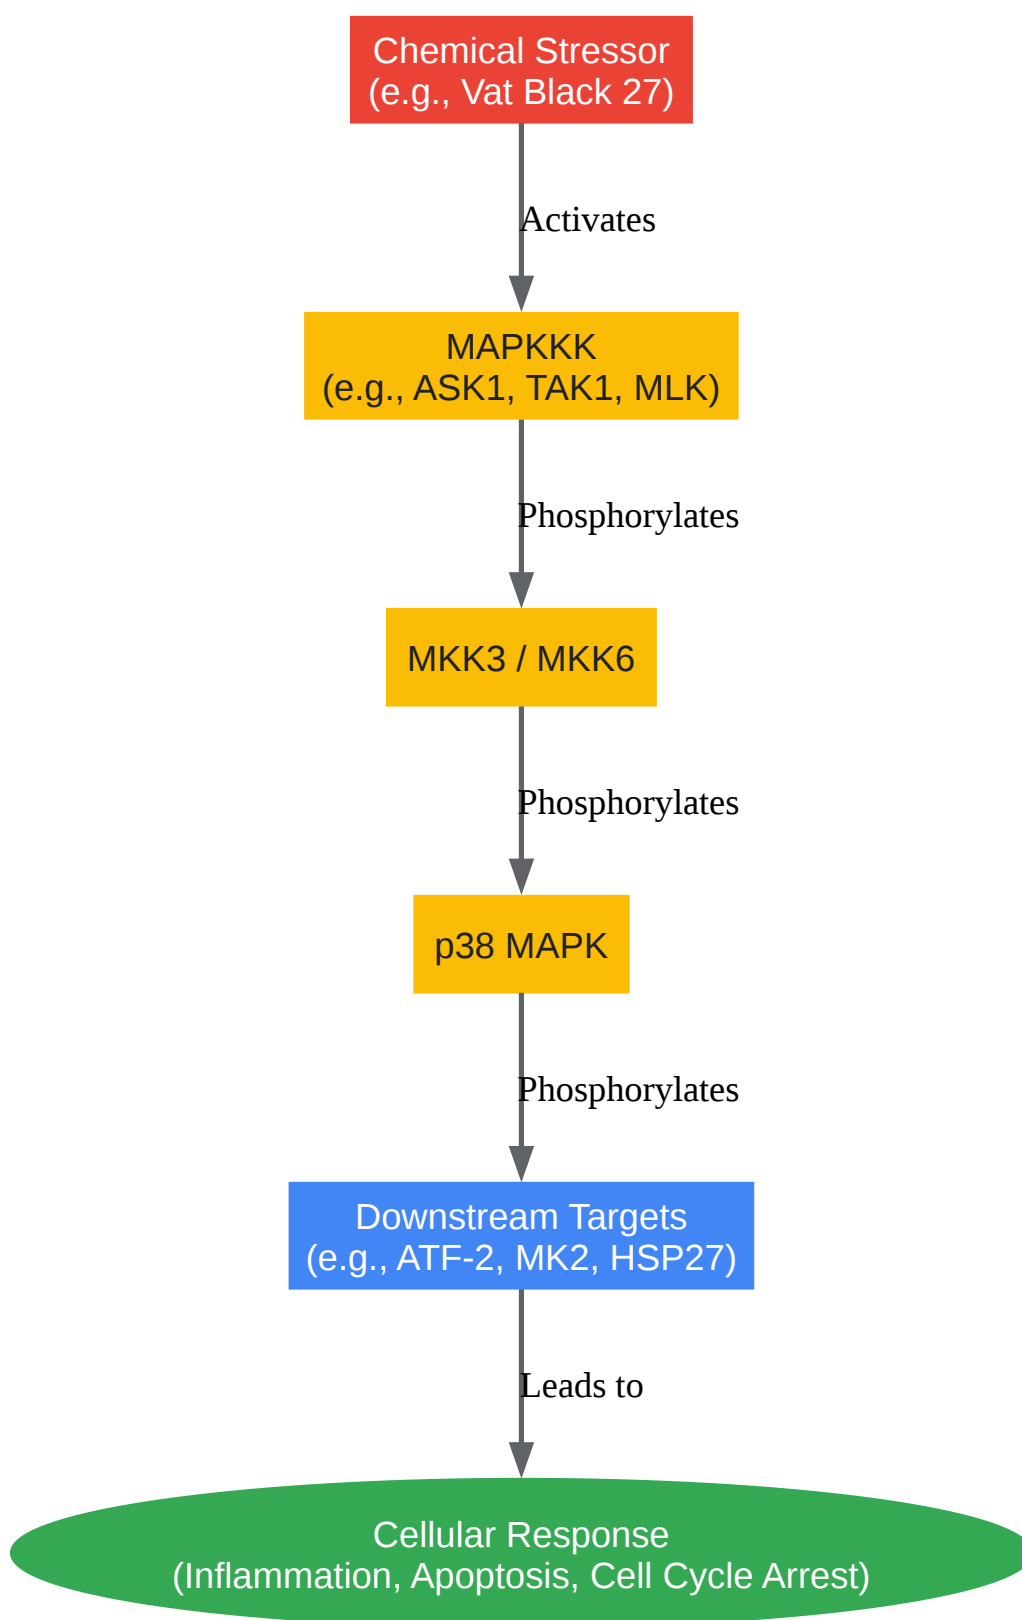 Chemical Stressor
(e.g., Vat Black 27)
Activates
MAPKKK
(e.g., ASK1, TAK1, MLK)
Phosphorylates
MKK3 / MKK6
Phosphorylates
p38 MAPK
Phosphorylates
Downstream Targets
(e.g., ATF-2, MK2, HSP27)
Leads to
Cellular Response
(Inflammation, Apoptosis, Cell Cycle Arrest)